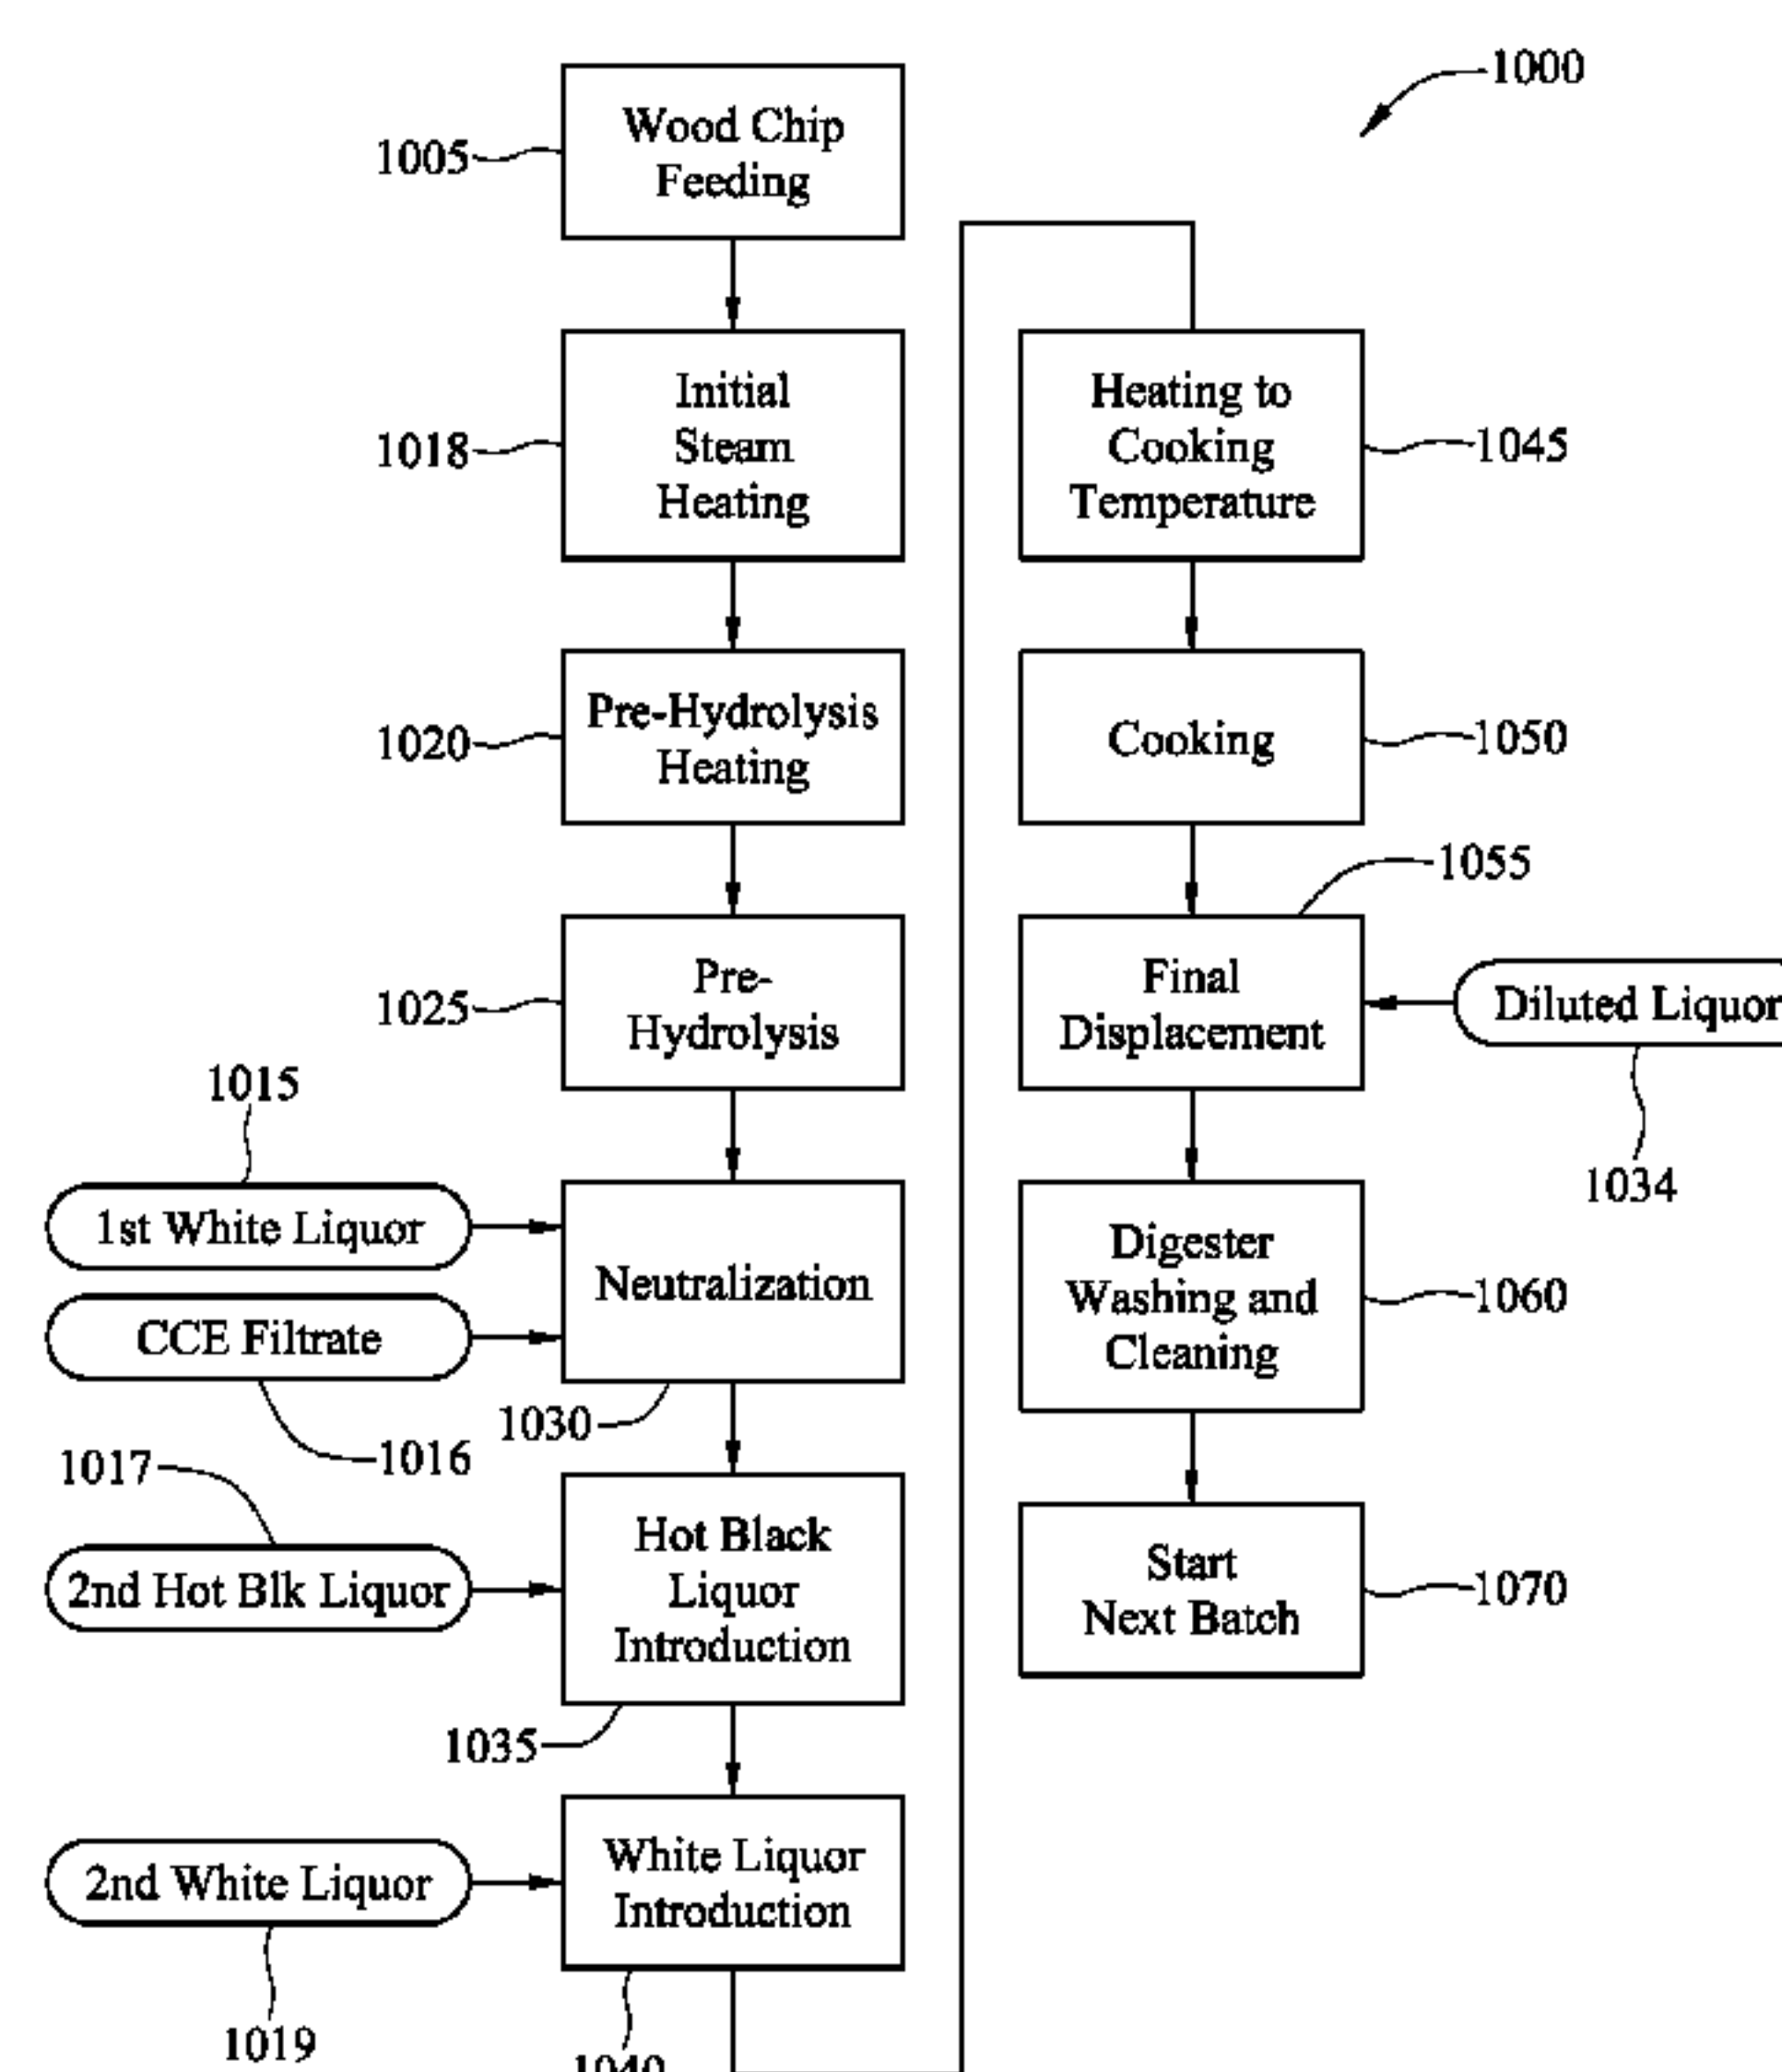 1000
Wood Chip
Feeding
1005
Initial
Steam
Heating
1018
Pre-Hydrolysis
Heating
1020
Pre-
Hydrolysis
1025
1015
1st White Liquor
CCE Filtrate
1016
Neutralization
1030
1017
2nd Hot Blk Liquor
Hot Black
Liquor
Introduction
1035
2nd White Liquor
1019
White Liquor
Introduction
1040
Heating to
Cooking
Temperature
1045
Cooking
1050
1055
Final
Displacement
Diluted Liquor
1034
Digester
Washing and
Cleaning
1060
Start
Next Batch
1070